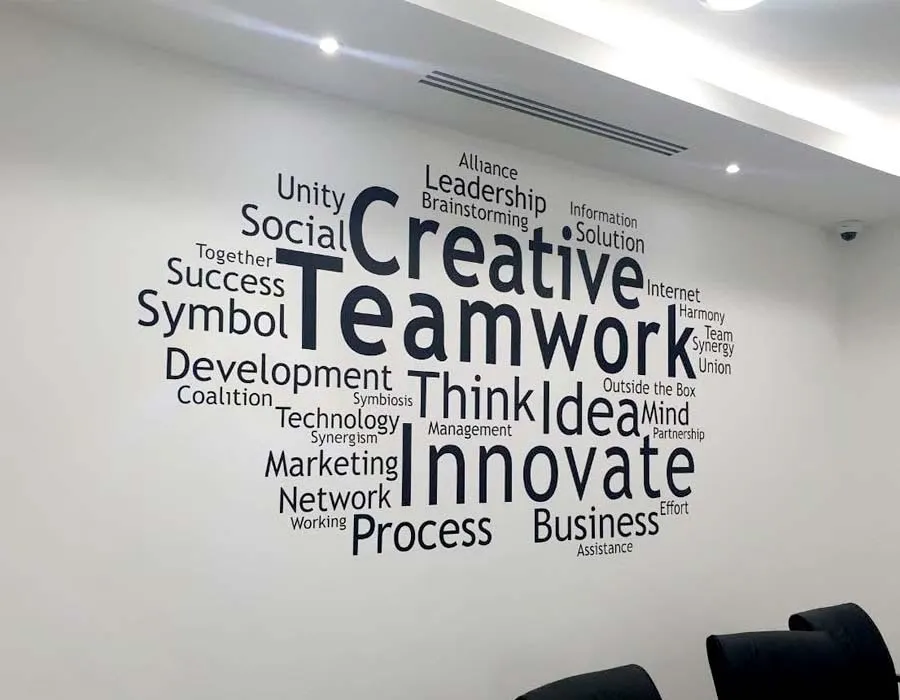 Alliance
Unity Leadership
Brainstorming Information
Social Creative Solution
Together
Success Teamwork Internet
Harmony
Symbol Team
Synergy
Union
Development Think Idea Outside the Box
Coalition Symbiosis Mind
Technology Management Partnership
Synergism
Marketing Innovate
Network Effort
Working Process Business
Assistance